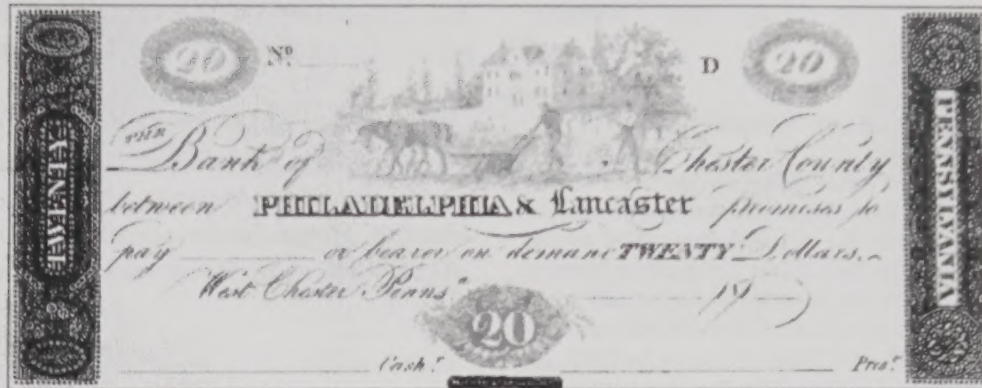 20 Nº D 20
TWENTY
THE Bank of Chester County
between PHILADELPHIA & Lancaster promises to
pay or bearer on demand TWENTY Dollars.
West Chester Penns.ª 19
20
Cash.r Pres.t
PENNSYLVANIA